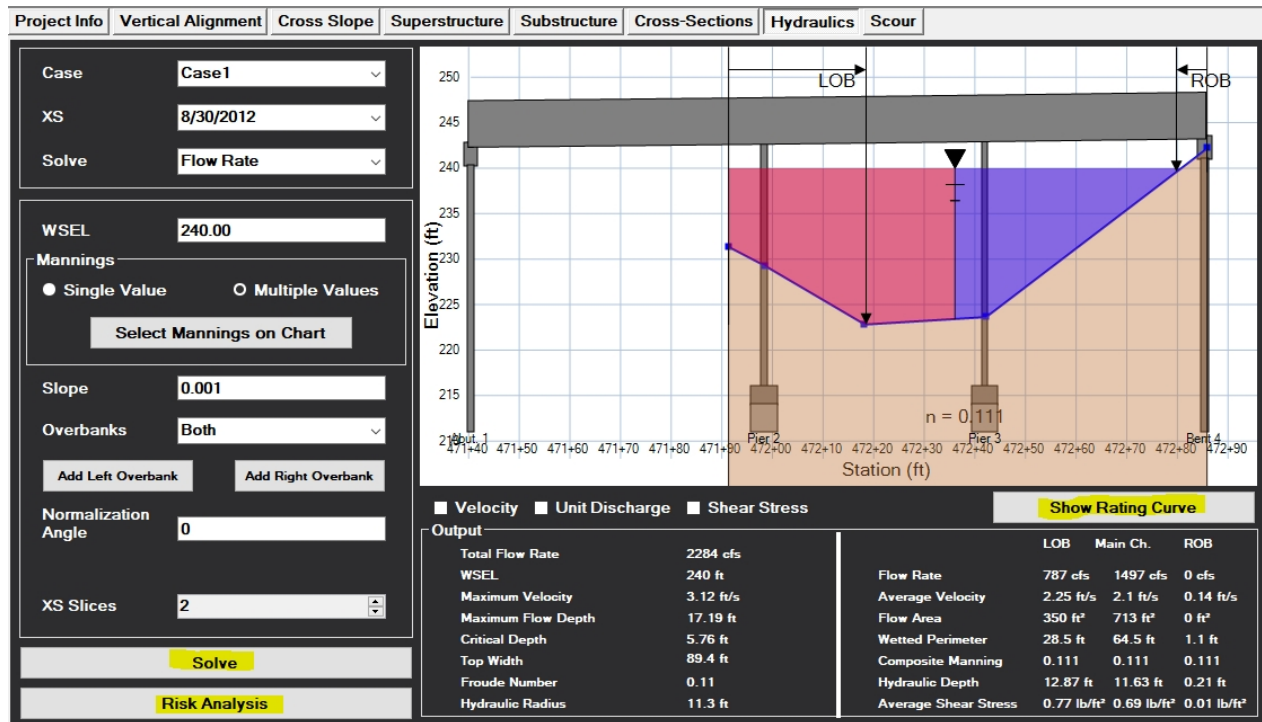 Project Info Vertical Alignment Cross Slope Superstructure Substructure Cross-Sections Hydraulics Scour
Case Case1
XS 8/30/2012
Solve Flow Rate
WSEL 240.00
Mannings
Single Value Multiple Values
Select Mannings on Chart
Slope 0.001
Overbanks Both
Add Left Overbank Add Right Overbank
Normalization
Angle 0
XS Slices 2
Solve
Risk Analysis
LOB ROB
250
245
240
235
230
225
220
215
210
Elevation (ft)
n = 0.111
Abut. 1 Pier 2 Pier 3 Bent 4
471+40 471+50 471+60 471+70 471+80 471+90 472+00 472+10 472+20 472+30 472+40 472+50 472+60 472+70 472+80 472+90
Station (ft)
Velocity Unit Discharge Shear Stress Show Rating Curve
Output
Total Flow Rate 2284 cfs
WSEL 240 ft
Maximum Velocity 3.12 ft/s
Maximum Flow Depth 17.19 ft
Critical Depth 5.76 ft
Top Width 89.4 ft
Froude Number 0.11
Hydraulic Radius 11.3 ft
LOB Main Ch. ROB
Flow Rate 787 cfs 1497 cfs 0 cfs
Average Velocity 2.25 ft/s 2.1 ft/s 0.14 ft/s
Flow Area 350 ft² 713 ft² 0 ft²
Wetted Perimeter 28.5 ft 64.5 ft 1.1 ft
Composite Manning 0.111 0.111 0.111
Hydraulic Depth 12.87 ft 11.63 ft 0.21 ft
Average Shear Stress 0.77 lb/ft² 0.69 lb/ft² 0.01 lb/ft²